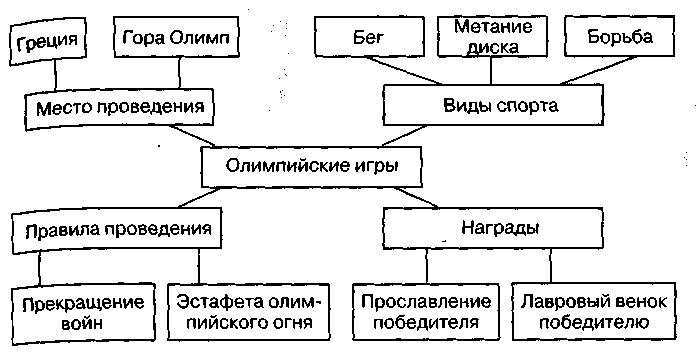 Греция
Гора Олимп
Бег
Метание
диска
Борьба
Место проведения
Виды спорта
Олимпийские игры
Правила проведения
Награды
Прекращение
войн
Эстафета олим-
пийского огня
Прославление
победителя
Лавровый венок
победителю